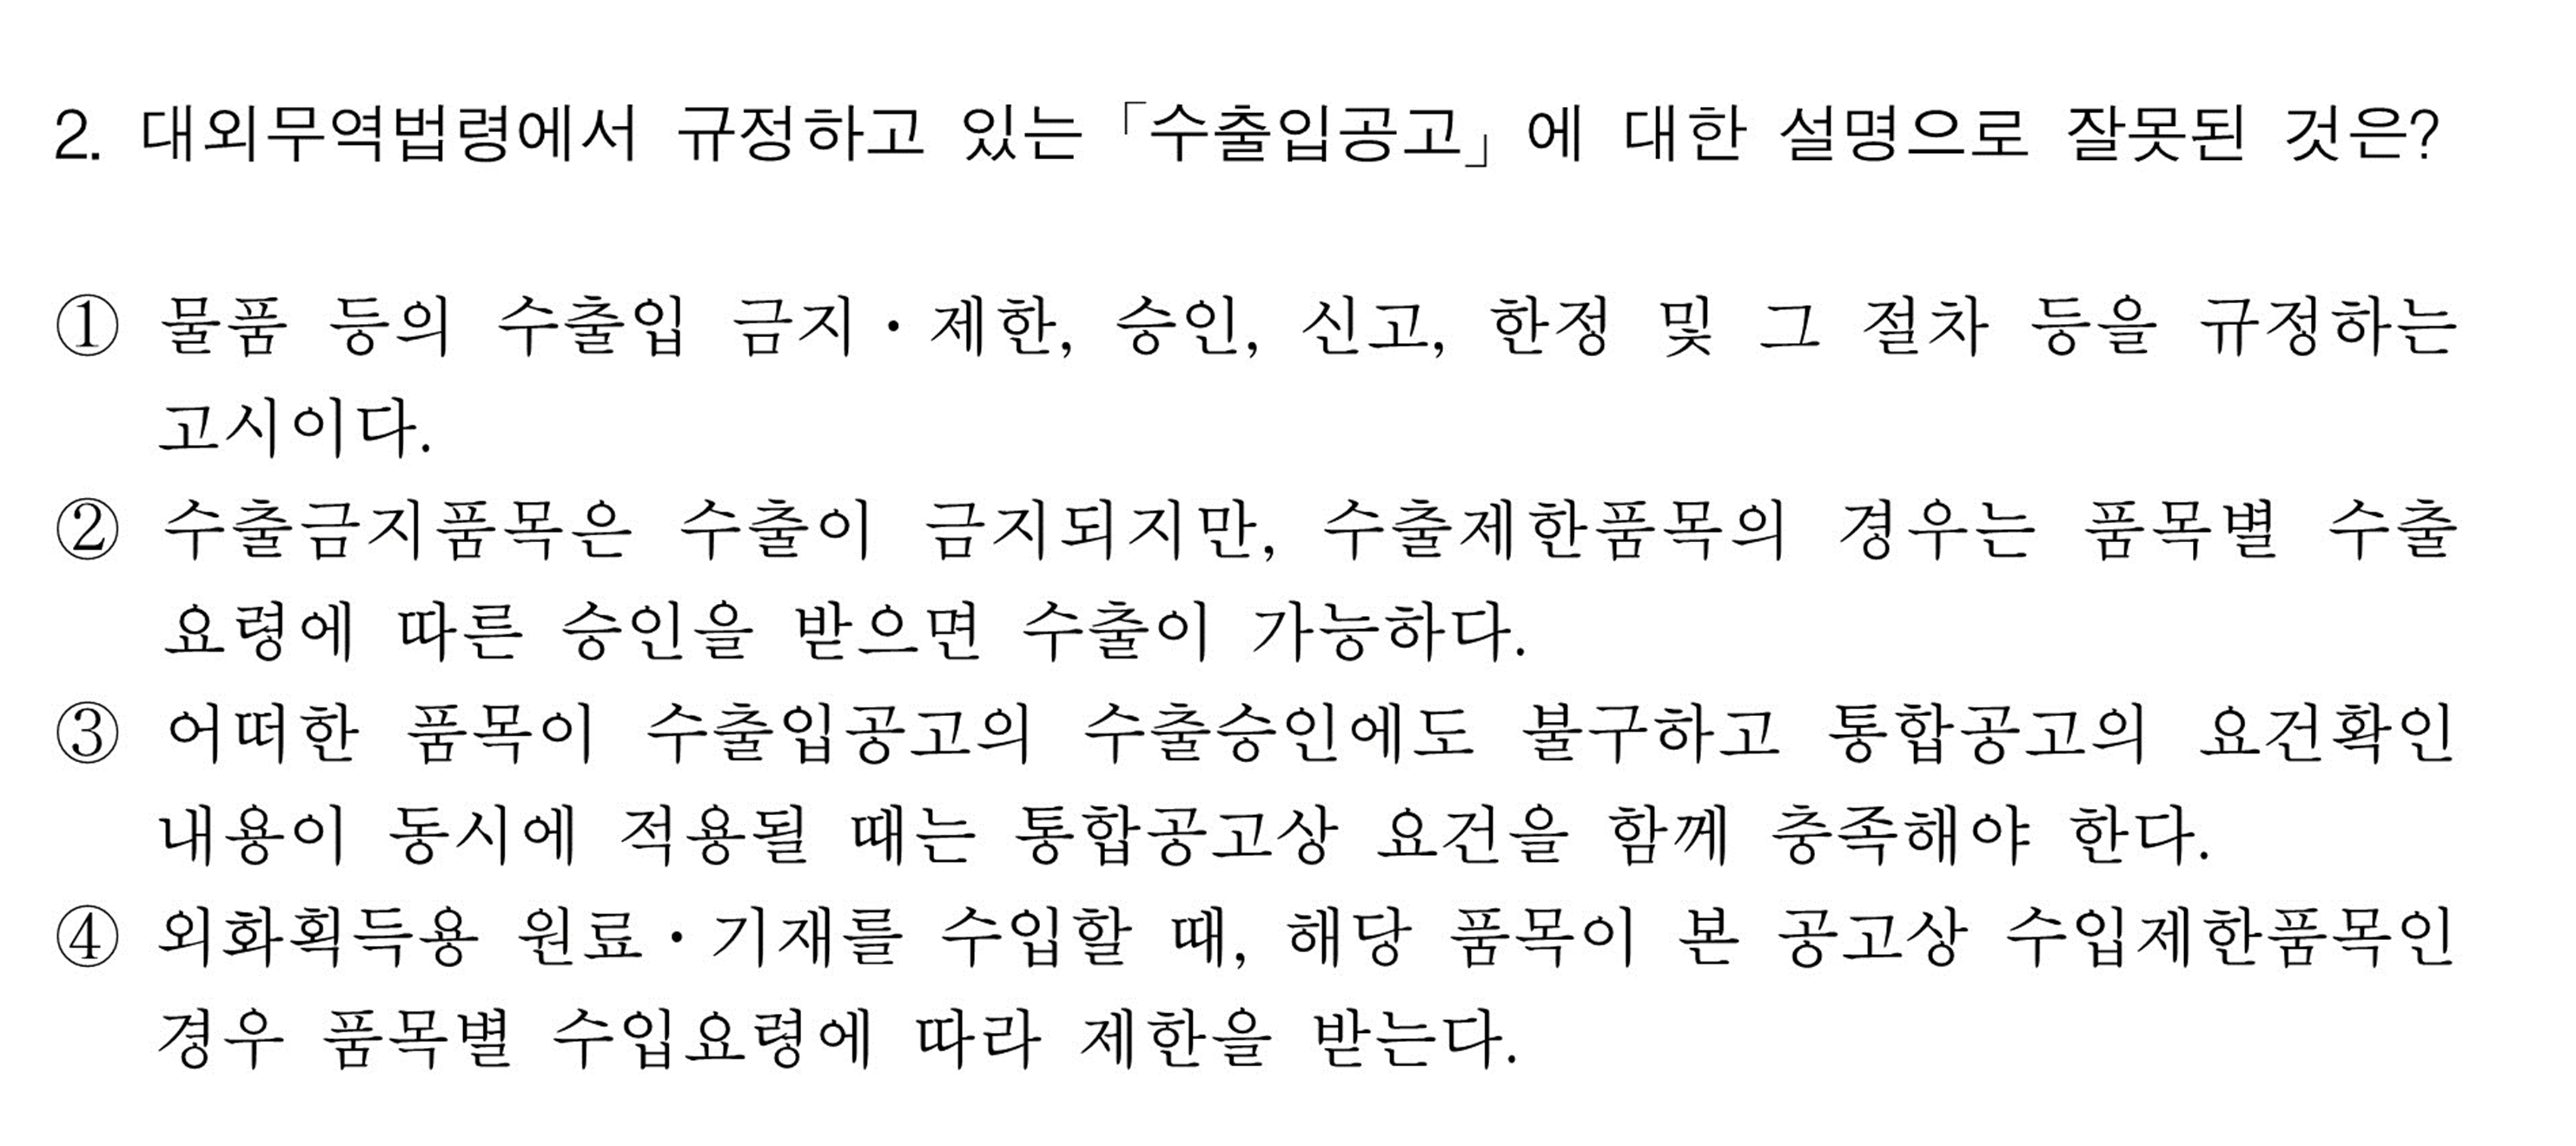 2. 대외무역법령에서 규정하고 있는 「수출입공고」에 대한 설명으로 잘못된 것은?
① 물품 등의 수출입 금지・제한, 승인, 신고, 한정 및 그 절차 등을 규정하는
고시이다.
② 수출금지품목은 수출이 금지되지만, 수출제한품목의 경우는 품목별 수출
요령에 따른 승인을 받으면 수출이 가능하다.
③ 어떠한 품목이 수출입공고의 수출승인에도 불구하고 통합공고의 요건확인
내용이 동시에 적용될 때는 통합공고상 요건을 함께 충족해야 한다.
④ 외화획득용 원료・기재를 수입할 때, 해당 품목이 본 공고상 수입제한품목인
경우 품목별 수입요령에 따라 제한을 받는다.